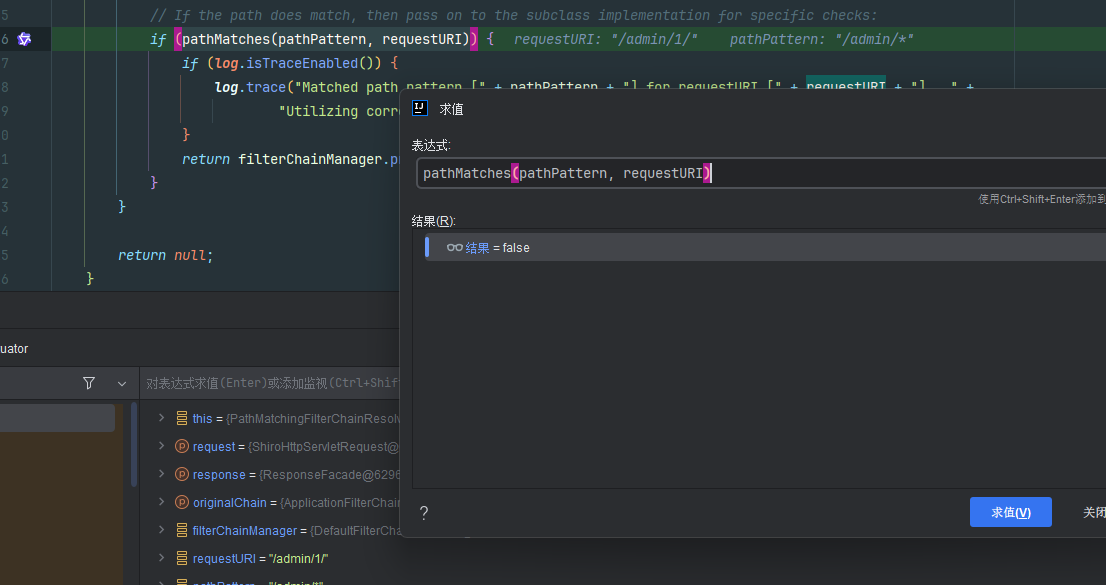 5 // If the path does match, then pass on to the subclass implementation for specific checks:
6 if (pathMatches(pathPattern, requestURI)) { requestURI: "/admin/1/" pathPattern: "/admin/*"
7 if (log.isTraceEnabled()) {
8 log.trace("Matched path pattern [" + pathPattern + "] for requestURI [" + requestURI + "]. " +
9 "Utilizing corre
0 }
1 return filterChainManager.p
2 }
3 }
4
5 return null;
6 }
IJ 求值
表达式:
pathMatches(pathPattern, requestURI)
使用Ctrl+Shift+Enter添加到
结果(R):
结果 = false
uator
对表达式求值(Enter)或添加监视(Ctrl+Shif
this = {PathMatchingFilterChainResolv
request = {ShiroHttpServletRequest@
response = {ResponseFacade@6296
originalChain = {ApplicationFilterChain
filterChainManager = {DefaultFilterCha
requestURI = "/admin/1/"
pathPattern = "/admin/*"
?
求值(V)
关闭